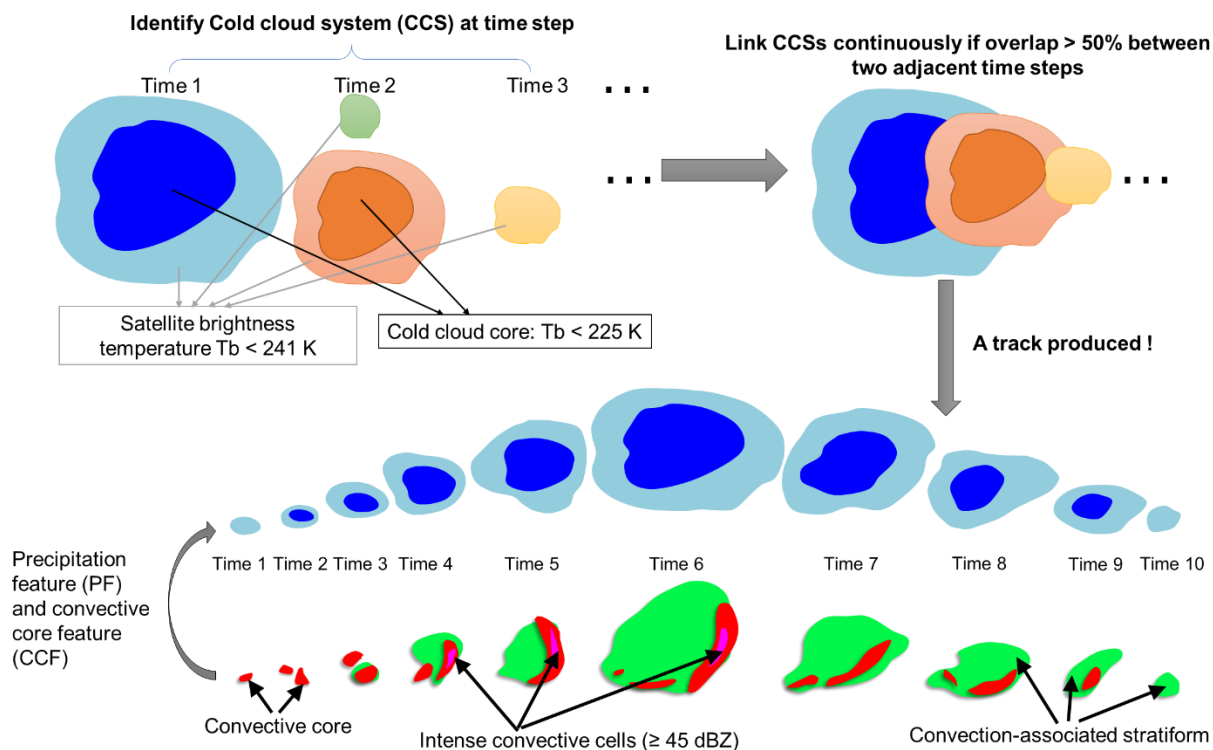 Identify Cold cloud system (CCS) at time step
Time 1
Time 2
Time 3
...
...
Link CCSs continuously if overlap > 50% between
two adjacent time steps
...
Satellite brightness
temperature Tb < 241 K
Cold cloud core: Tb < 225 K
A track produced !
Precipitation
feature (PF)
and convective
core feature
(CCF)
Time 1
Time 2
Time 3
Time 4
Time 5
Time 6
Time 7
Time 8
Time 9
Time 10
Convective core
Intense convective cells (≥ 45 dBZ)
Convection-associated stratiform